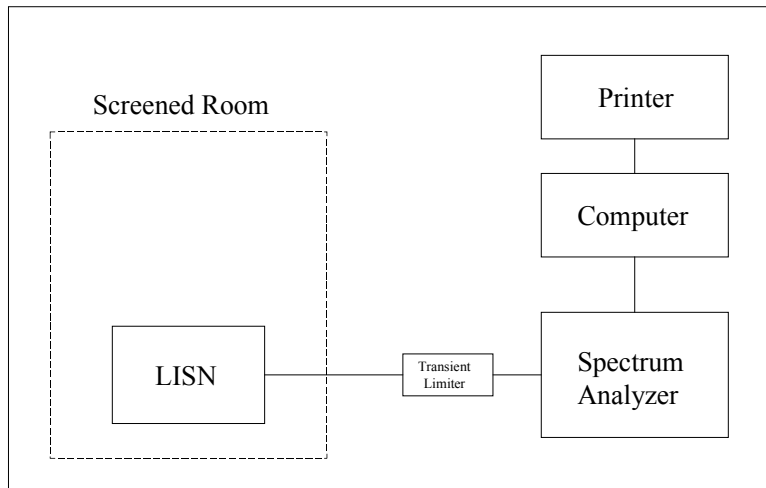 Screened Room
Printer
Computer
LISN
Transient
Limiter
Spectrum
Analyzer